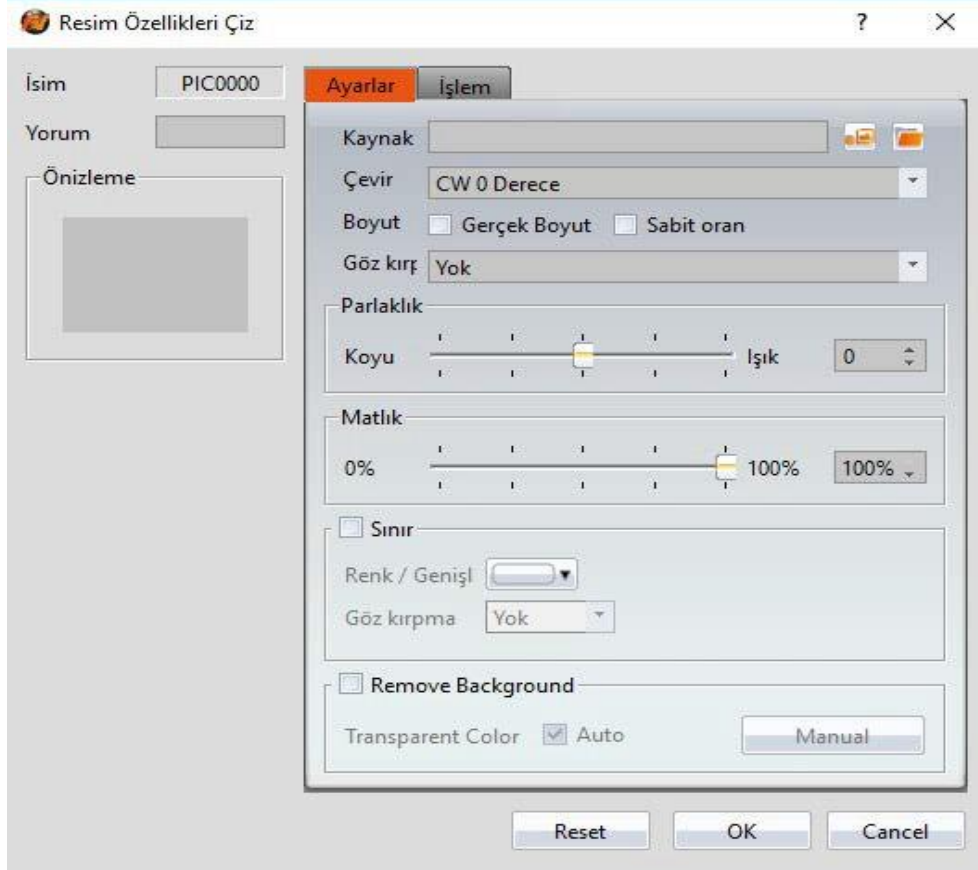 Resim Özellikleri Çiz ?
İsim PIC0000
Yorum
Önizleme
Ayarlar İşlem
Kaynak
Çevir CW 0 Derece
Boyut Gerçek Boyut Sabit oran
Göz kırp Yok
Parlaklık
Koyu Işık 0
Matlık
0% 100% 100%
Sınır
Renk / Genişl
Göz kırpma Yok
Remove Background
Transparent Color Auto Manual
Reset OK Cancel